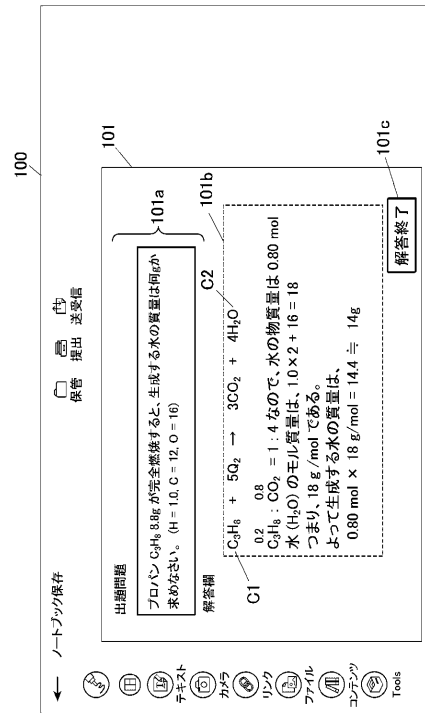 100
← ノートブック保存
保管 提出 送受信
テキスト
カメラ
リンク
ファイル
コンテンツ
Tools
101
出題問題
101a
プロパン C₃H₈ 8.8g が完全燃焼すると、生成する水の質量は何gか
求めなさい。 (H = 1.0, C = 12, O = 16)
解答欄
C1
C2
101b
C₃H₈ + 5Q₂ → 3CO₂ + 4H₂O
0.2 0.8
C₃H₈ : CO₂ = 1 : 4 なので、水の物質量は 0.80 mol
水 (H₂O) のモル質量は、1.0×2 + 16 = 18
つまり、18 g /mol である。
よって生成する水の質量は、
0.80 mol × 18 g/mol = 14.4 ≒ 14g
101c
解答終了